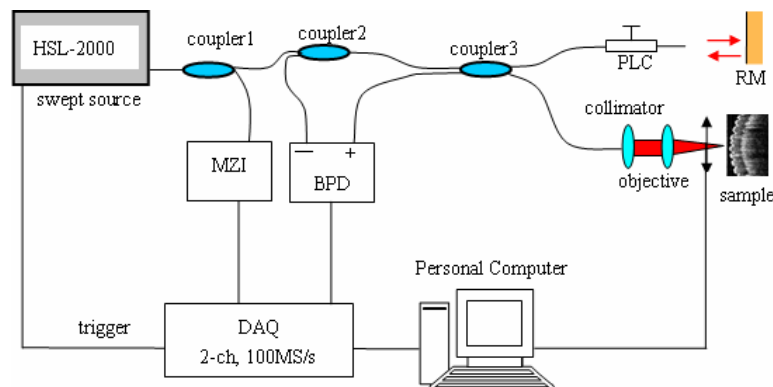 HSL-2000
swept source
coupler1
coupler2
coupler3
PLC
RM
collimator
objective
sample
MZI
— +
BPD
Personal Computer
trigger
DAQ
2-ch, 100MS/s